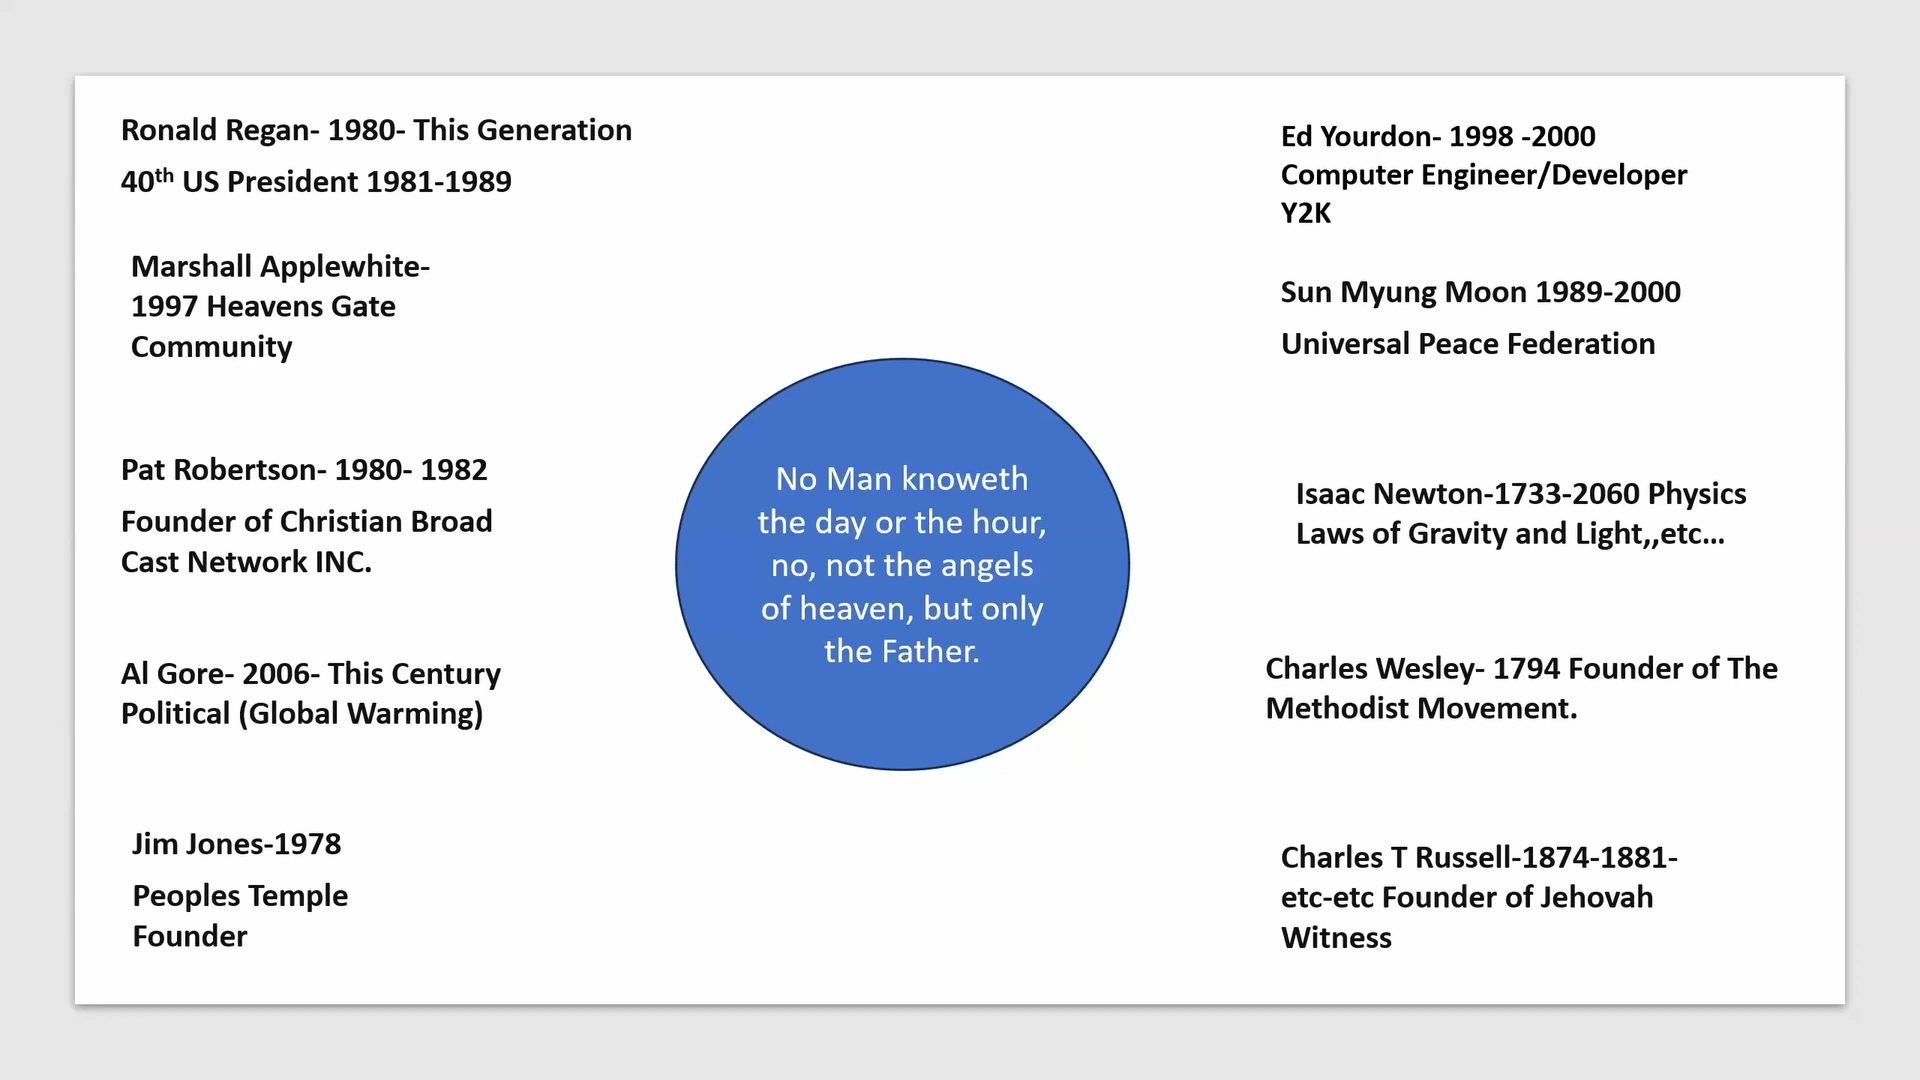 Ronald Regan- 1980- This Generation
40th US President 1981-1989
Marshall Applewhite-
1997 Heavens Gate
Community
Pat Robertson- 1980- 1982
Founder of Christian Broad
Cast Network INC.
Al Gore- 2006- This Century
Political (Global Warming)
Jim Jones-1978
Peoples Temple
Founder
No Man knoweth
the day or the hour,
no, not the angels
of heaven, but only
the Father.
Ed Yourdon- 1998 -2000
Computer Engineer/Developer
Y2K
Sun Myung Moon 1989-2000
Universal Peace Federation
Isaac Newton-1733-2060 Physics
Laws of Gravity and Light,,etc...
Charles Wesley- 1794 Founder of The
Methodist Movement.
Charles T Russell-1874-1881-
etc-etc Founder of Jehovah
Witness